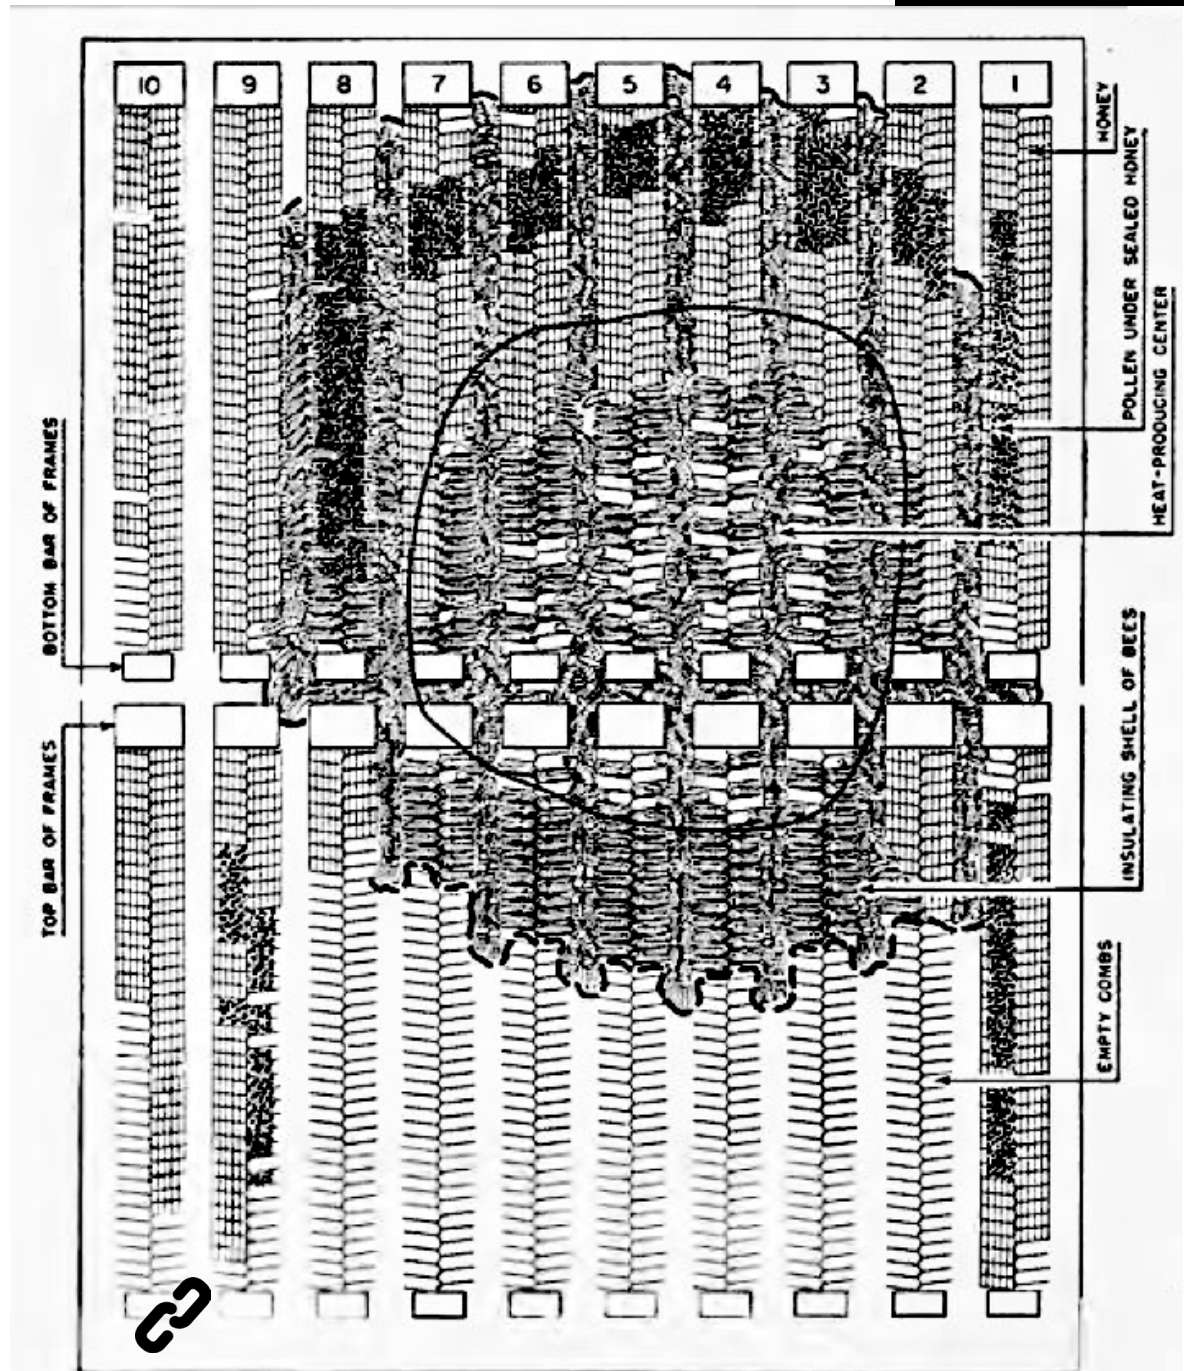 10 9 8 7 6 5 4 3 2 1
HONEY
POLLEN UNDER SEALED HONEY
HEAT-PRODUCING CENTER
BOTTOM BAR OF FRAMES
INSULATING SHELL OF BEES
TOP BAR OF FRAMES
EMPTY COMBS